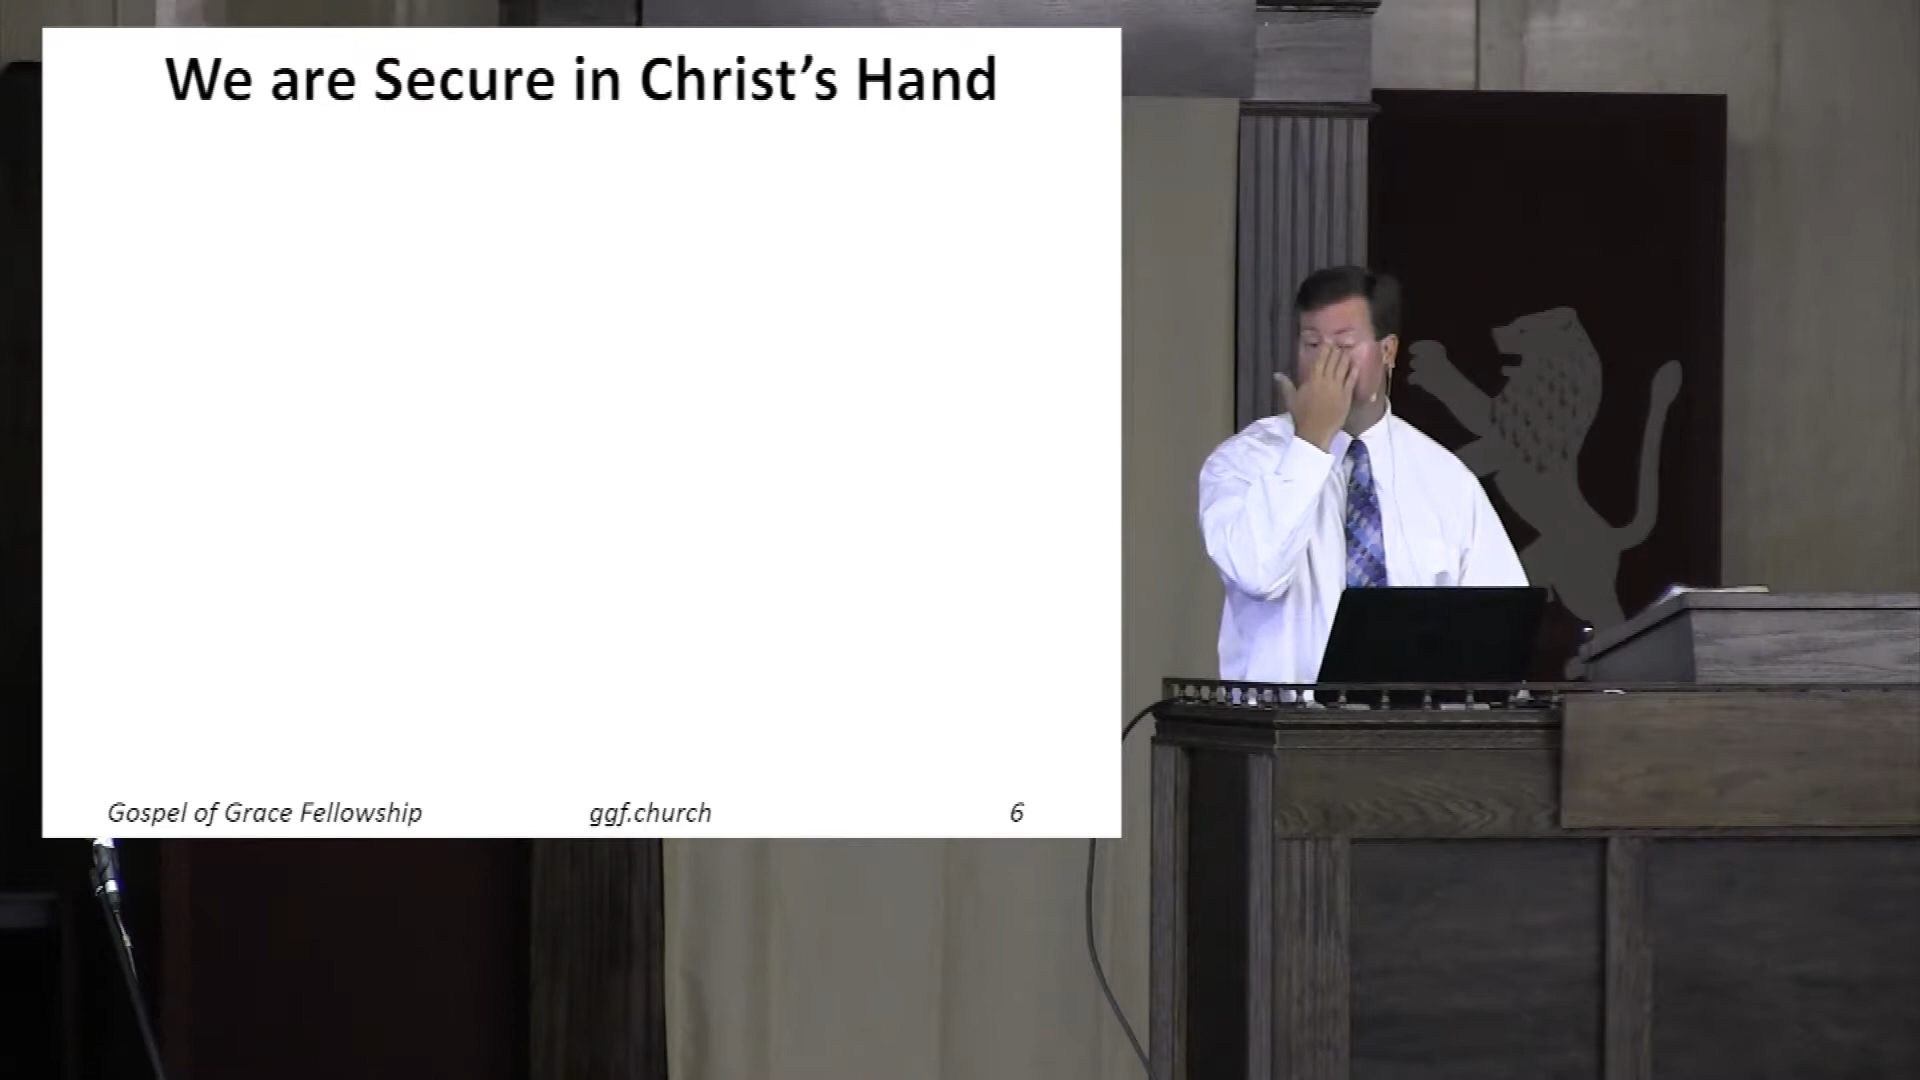 We are Secure in Christ’s Hand
Gospel of Grace Fellowship ggf.church 6